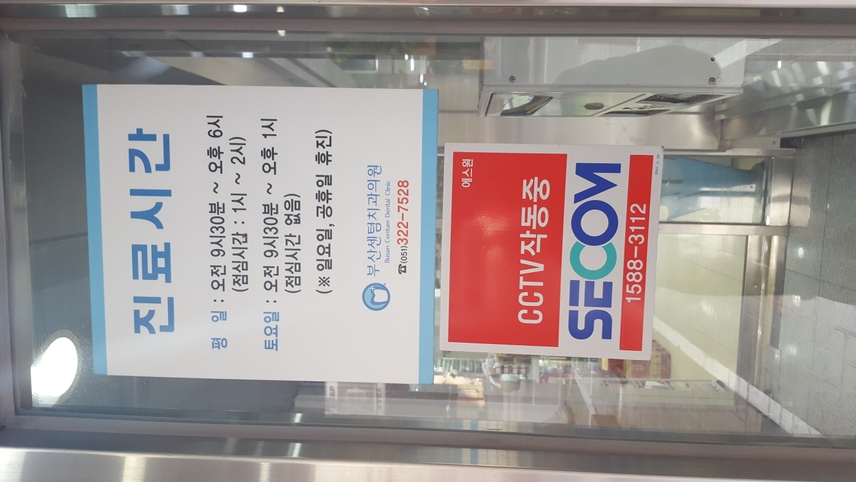 진료시간
평 일 : 오전 9시30분 ~ 오후 6시
(점심시간 : 1시 ~ 2시)
토요일 : 오전 9시30분 ~ 오후 1시
(점심시간 없음)
(※ 일요일, 공휴일 휴진)
부산센텀치과의원
Busan Centum Dental Clinic
☎(051)322-7528
에스원
CCTV작동중
SECOM
1588-3112